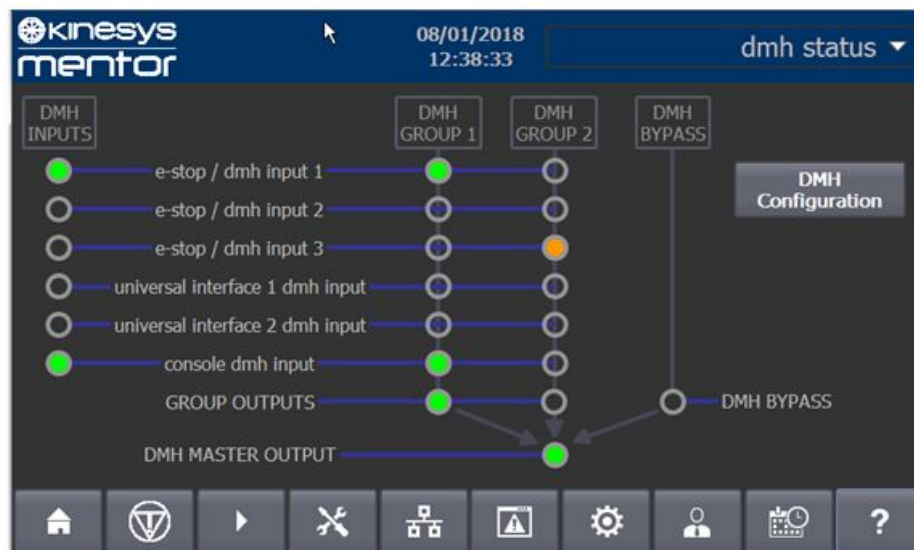 kinesys
mentor
08/01/2018
12:38:33
dmh status
DMH
INPUTS
DMH
GROUP 1
DMH
GROUP 2
DMH
BYPASS
DMH
Configuration
e-stop / dmh input 1
e-stop / dmh input 2
e-stop / dmh input 3
universal interface 1 dmh input
universal interface 2 dmh input
console dmh input
GROUP OUTPUTS
DMH BYPASS
DMH MASTER OUTPUT
?